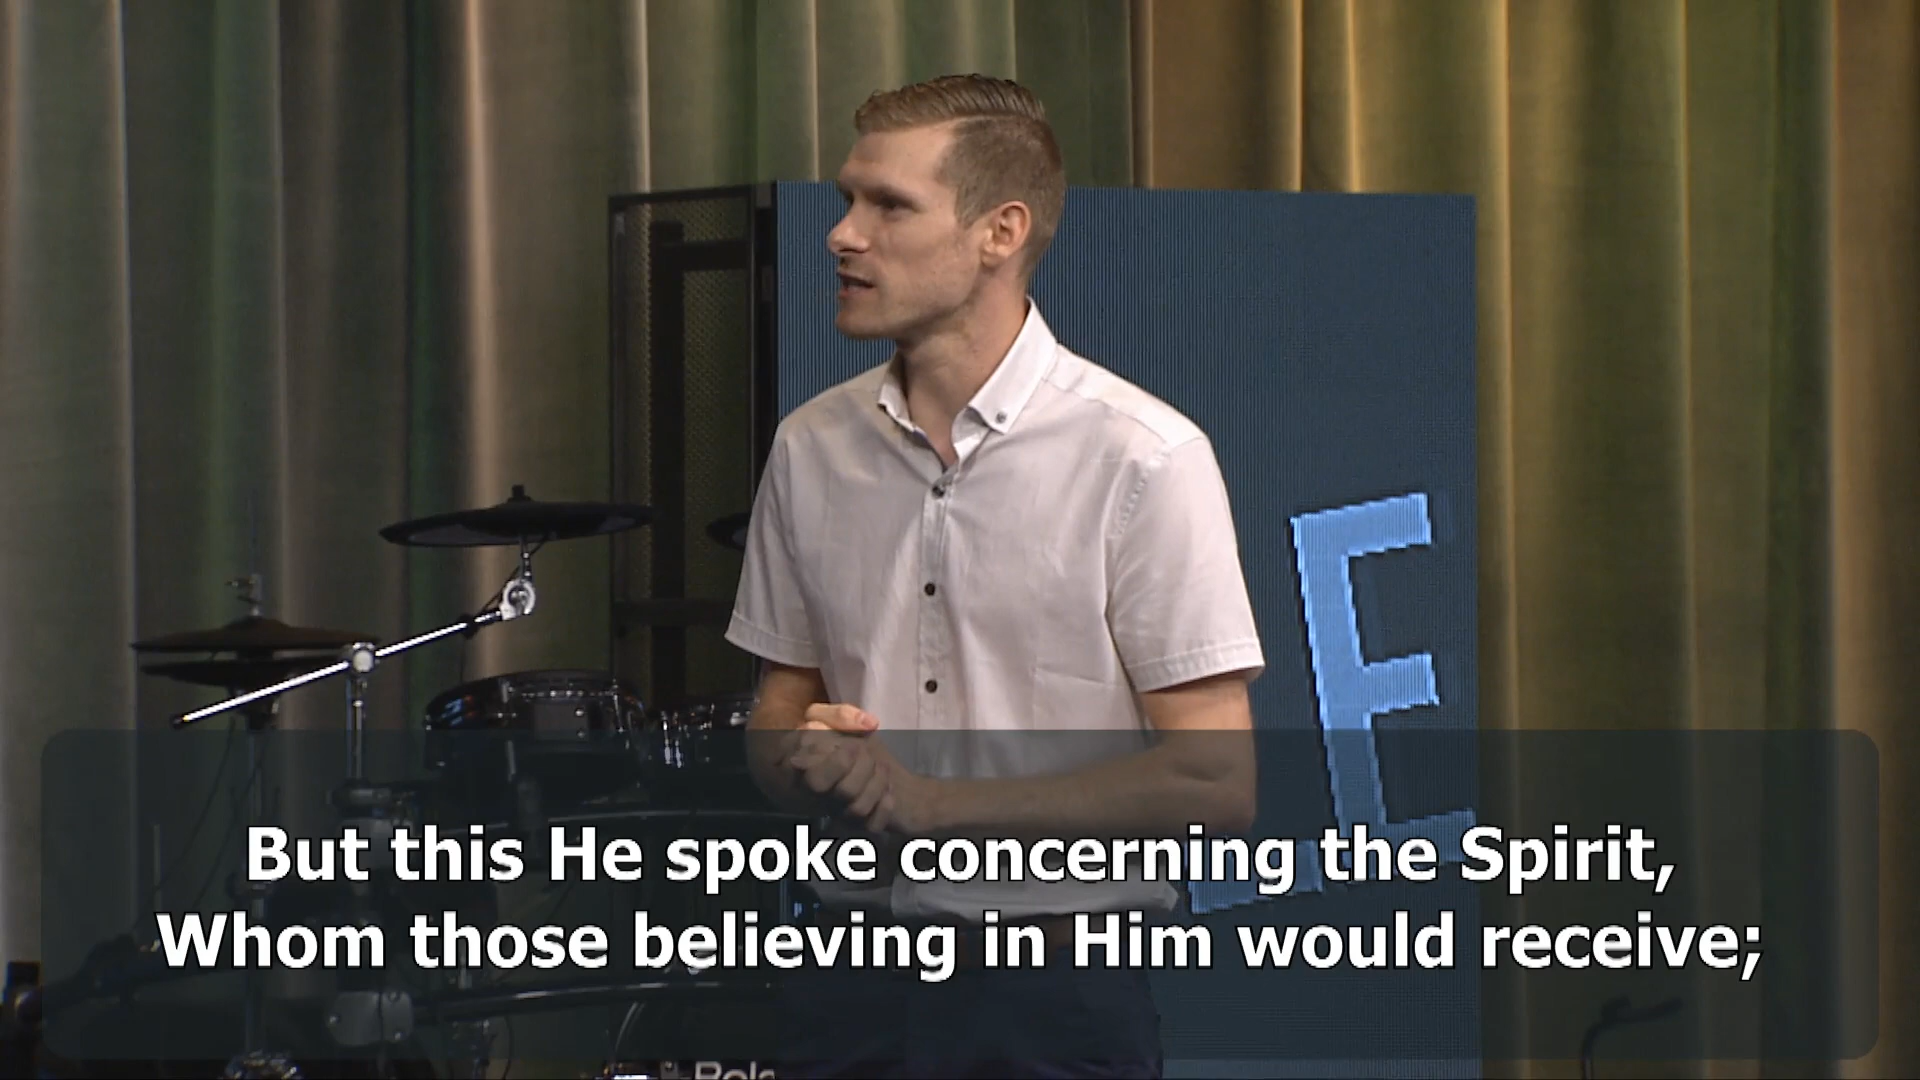 E
But this He spoke concerning the Spirit,
Whom those believing in Him would receive;